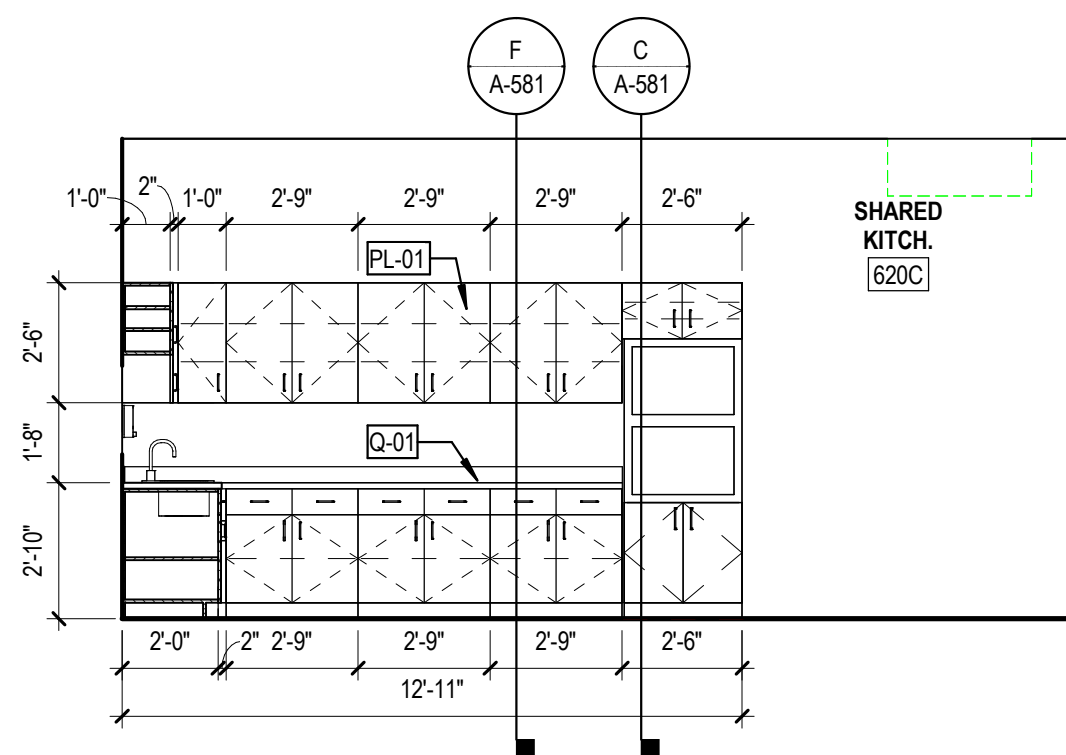 F
A-581
C
A-581
1'-0"
2"
1'-0"
2'-9"
2'-9"
2'-9"
2'-6"
SHARED
KITCH.
620C
PL-01
2'-6"
1'-8"
Q-01
2'-10"
2'-0"
2"
2'-9"
2'-9"
2'-9"
2'-6"
12'-11"